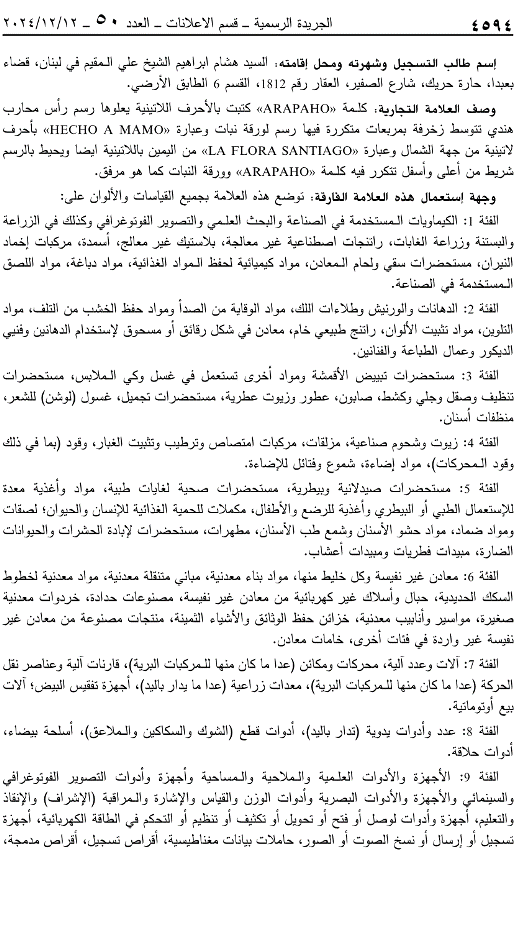 ٤٥٩٤ الجريدة الرسمية ــ قسم الاعلانات ــ العدد ٥٠ ــ ٢٠٢٤/١٢/١٢
إسم طالب التسجيل وشهرته ومحل إقامته: السيد هشام ابراهيم الشيخ علي المقيم في لبنان، قضاء
بعبدا، حارة حريك، شارع الصفير، العقار رقم 1812، القسم 6 الطابق الأرضي.
وصف العلامة التجارية: كلمة «ARAPAHO» كتبت بالأحرف اللاتينية يعلوها رسم رأس محارب
هندي تتوسط زخرفة بمربعات متكررة فيها رسم لورقة نبات وعبارة «HECHO A MAMO» بأحرف
لاتينية من جهة الشمال وعبارة «LA FLORA SANTIAGO» من اليمين باللاتينية ايضا ويحيط بالرسم
شريط من أعلى وأسفل تتكرر فيه كلمة «ARAPAHO» وورقة النبات كما هو مرفق.
وجهة إستعمال هذه العلامة الفارقة: توضع هذه العلامة بجميع القياسات والألوان على:
الفئة 1: الكيماويات المستخدمة في الصناعة والبحث العلمي والتصوير الفوتوغرافي وكذلك في الزراعة
والبستنة وزراعة الغابات، راتنجات اصطناعية غير معالجة، بلاستيك غير معالج، أسمدة، مركبات إخماد
النيران، مستحضرات سقي ولحام المعادن، مواد كيميائية لحفظ المواد الغذائية، مواد دباغة، مواد اللصق
المستخدمة في الصناعة.
الفئة 2: الدهانات والورنيش وطلاءات اللك، مواد الوقاية من الصدأ ومواد حفظ الخشب من التلف، مواد
التلوين، مواد تثبيت الألوان، راتنج طبيعي خام، معادن في شكل رقائق أو مسحوق لإستخدام الدهانين وفنيي
الديكور وعمال الطباعة والفنانين.
الفئة 3: مستحضرات تبييض الأقمشة ومواد أخرى تستعمل في غسل وكي الملابس، مستحضرات
تنظيف وصقل وجلي وكشط، صابون، عطور وزيوت عطرية، مستحضرات تجميل، غسول (لوشن) للشعر،
منظفات أسنان.
الفئة 4: زيوت وشحوم صناعية، مزلقات، مركبات امتصاص وترطيب وتثبيت الغبار، وقود (بما في ذلك
وقود المحركات)، مواد إضاءة، شموع وفتائل للإضاءة.
الفئة 5: مستحضرات صيدلانية وبيطرية، مستحضرات صحية لغايات طبية، مواد وأغذية معدة
للإستعمال الطبي أو البيطري وأغذية للرضع والأطفال، مكملات للحمية الغذائية للإنسان والحيوان؛ لصقات
ومواد ضماد، مواد حشو الأسنان وشمع طب الأسنان، مطهرات، مستحضرات لإبادة الحشرات والحيوانات
الضارة، مبيدات فطريات ومبيدات أعشاب.
الفئة 6: معادن غير نفيسة وكل خليط منها، مواد بناء معدنية، مباني متنقلة معدنية، مواد معدنية لخطوط
السكك الحديدية، حبال وأسلاك غير كهربائية من معادن غير نفيسة، مصنوعات حدادة، خردوات معدنية
صغيرة، مواسير وأنابيب معدنية، خزائن لحفظ الوثائق والأشياء الثمينة، منتجات مصنوعة من معادن غير
نفيسة غير واردة في فئات أخرى، خامات معادن.
الفئة 7: آلات وعدد آلية، محركات ومكائن (عدا ما كان منها للمركبات البرية)، قارنات آلية وعناصر نقل
الحركة (عدا ما كان منها للمركبات البرية)، معدات زراعية (عدا ما يدار باليد)، أجهزة تفقيس البيض؛ آلات
بيع أوتوماتية.
الفئة 8: عدد وأدوات يدوية (تدار باليد)، أدوات قطع (الشوك والسكاكين والملاعق)، أسلحة بيضاء،
أدوات حلاقة.
الفئة 9: الأجهزة والأدوات العلمية والملاحية والمساحية وأجهزة وأدوات التصوير الفوتوغرافي
والسينمائي والأجهزة والأدوات البصرية وأدوات الوزن والقياس والإشارة والمراقبة (الإشراف) والإنقاذ
والتعليم، أجهزة وأدوات لوصل أو فتح أو تحويل أو تكثيف أو تنظيم أو التحكم في الطاقة الكهربائية، أجهزة
تسجيل أو إرسال أو نسخ الصوت أو الصور، حاملات بيانات مغناطيسية، أقراص تسجيل، أقراص مدمجة،